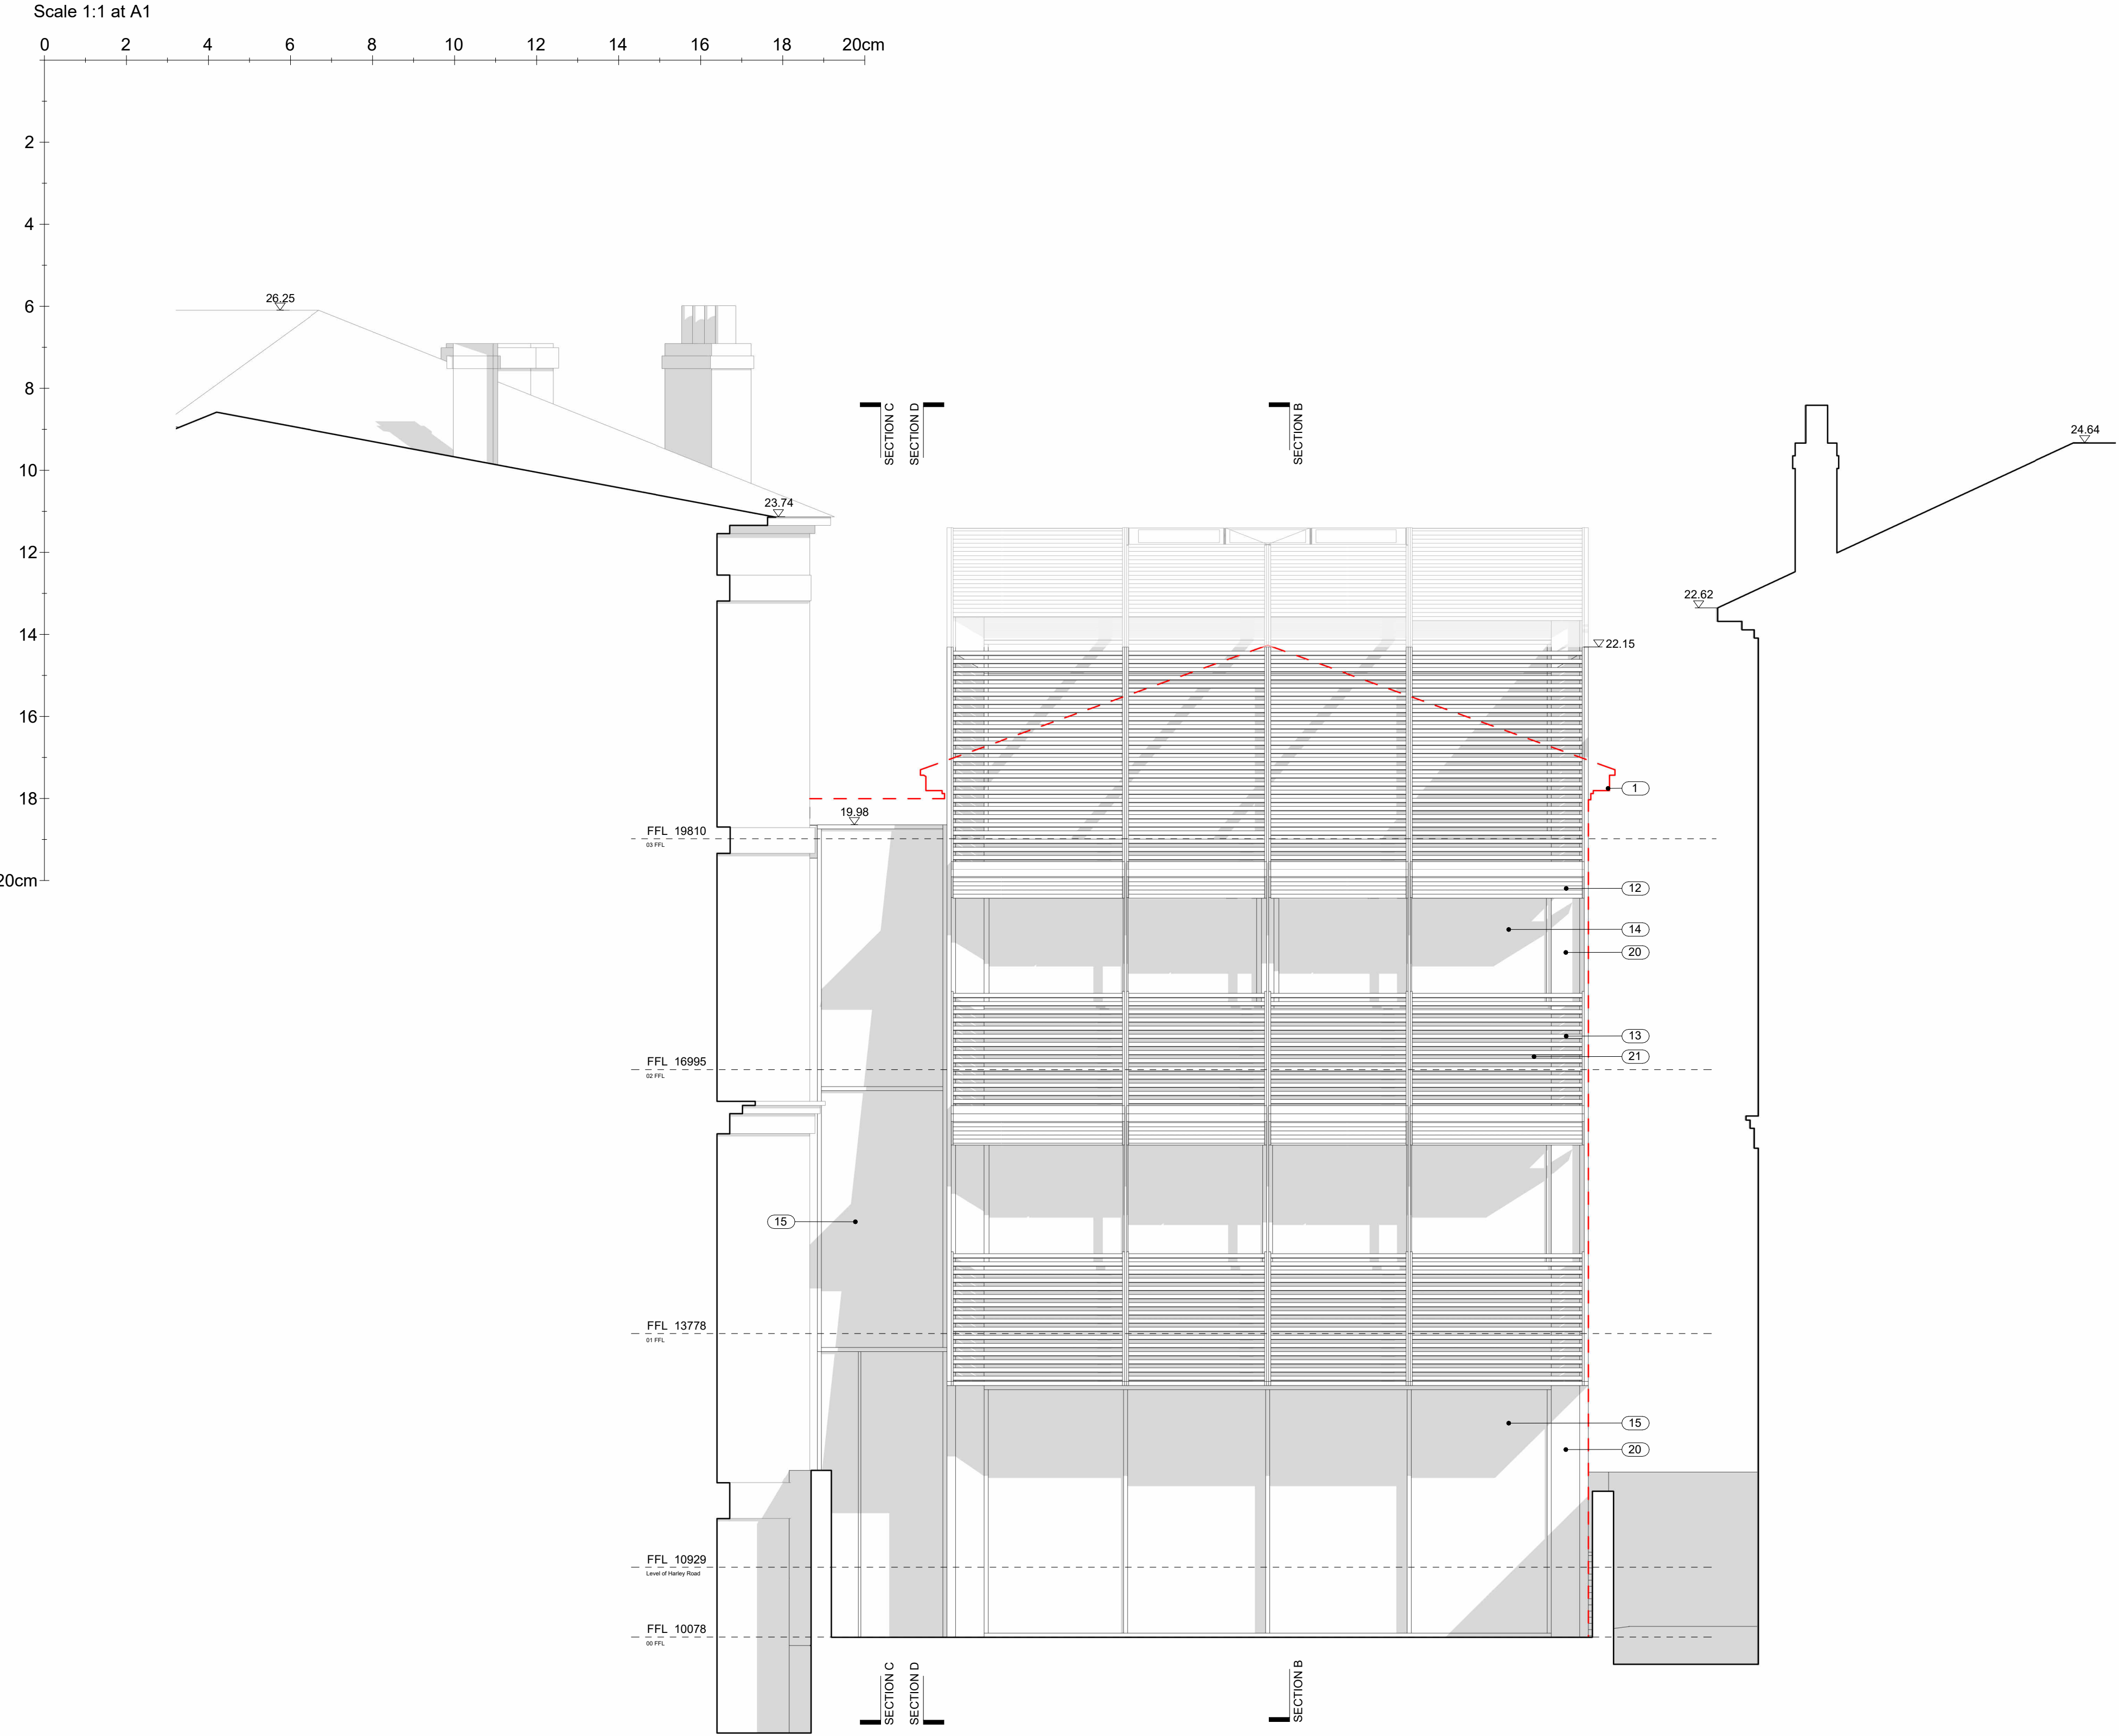 Scale 1:1 at A1
0 2 4 6 8 10 12 14 16 18 20cm
2
4
6
8
10
12
14
16
18
20cm
26.25
23.74
SECTION C
SECTION D
SECTION B
24.64
22.62
22.15
1
19.98
FFL 19810
03 FFL
12
14
20
13
21
FFL 16995
02 FFL
15
FFL 13778
01 FFL
15
20
FFL 10929
Level of Harley Road
FFL 10078
00 FFL
SECTION C
SECTION D
SECTION B